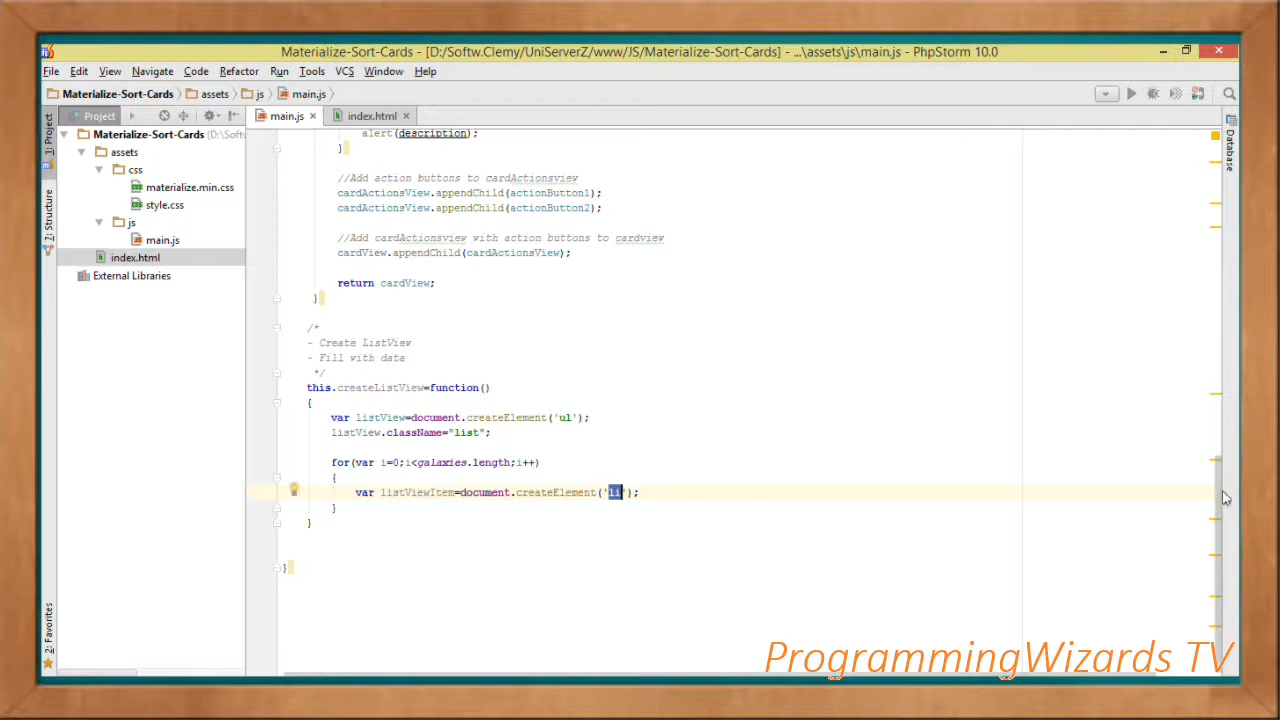 Materialize-Sort-Cards - [D:/Softw.Clemy/UniServerZ/www/JS/Materialize-Sort-Cards] - ...\assets\js\main.js - PhpStorm 10.0
File Edit View Navigate Code Refactor Run Tools VCS Window Help
Materialize-Sort-Cards assets js main.js
Project
main.js
index.html
1: Project
Z: Structure
2: Favorites
Database
Materialize-Sort-Cards (D:\Softw
assets
css
materialize.min.css
style.css
js
main.js
index.html
External Libraries
alert(description);
}
//Add action buttons to cardActionsview
cardActionsView.appendChild(actionButton1);
cardActionsView.appendChild(actionButton2);
//Add cardActionsview with action buttons to cardview
cardView.appendChild(cardActionsView);
return cardView;
}
/*
- Create ListView
- Fill with data
*/
this.createListView=function()
{
var listView=document.createElement('ul');
listView.className="list";
for(var i=0;i<galaxies.length;i++)
{
var listViewItem=document.createElement('li');
}
}
}
ProgrammingWizards TV